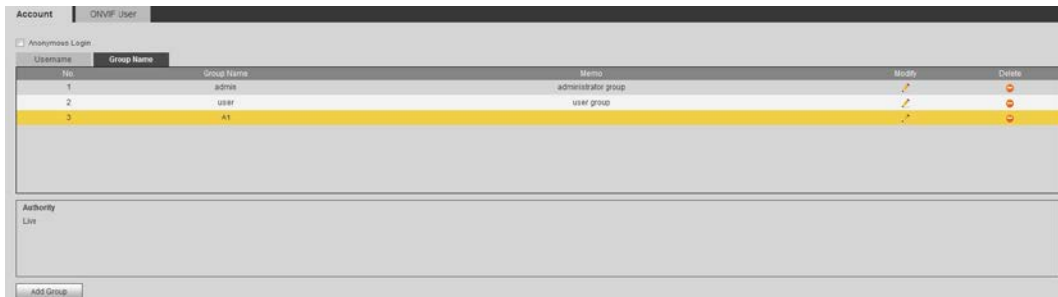 Account ONVIF User
Anonymous Login
Username Group Name
No. Group Name Memo Modify Delete
1 admin administrator group
2 user user group
3 A1
Authority
Live
Add Group